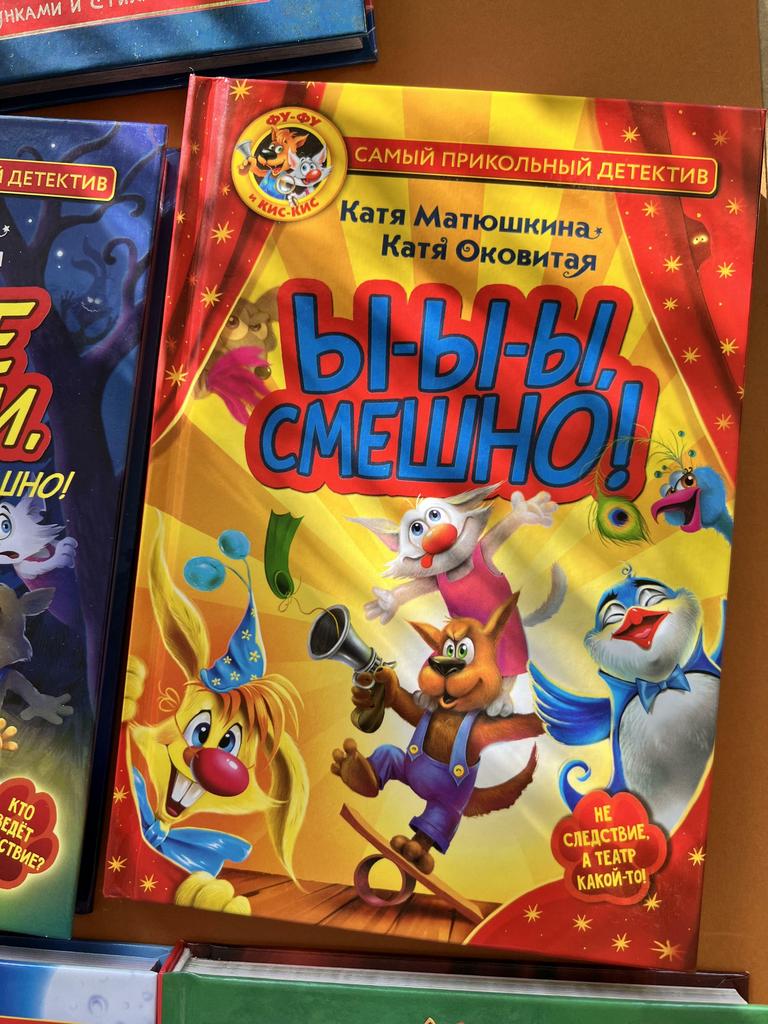 И СТИ
ДЕТЕКТИВ
ШНО!
КТО
ВЕДЁТ
СТВИЕ?
ФУ-ФУ
И КИС-КИС
САМЫЙ ПРИКОЛЬНЫЙ ДЕТЕКТИВ
Катя Матюшкина
Катя Оковитая
Ы-Ы-Ы,
СМЕШНО!
НЕ
СЛЕДСТВИЕ,
А ТЕАТР
КАКОЙ-ТО!